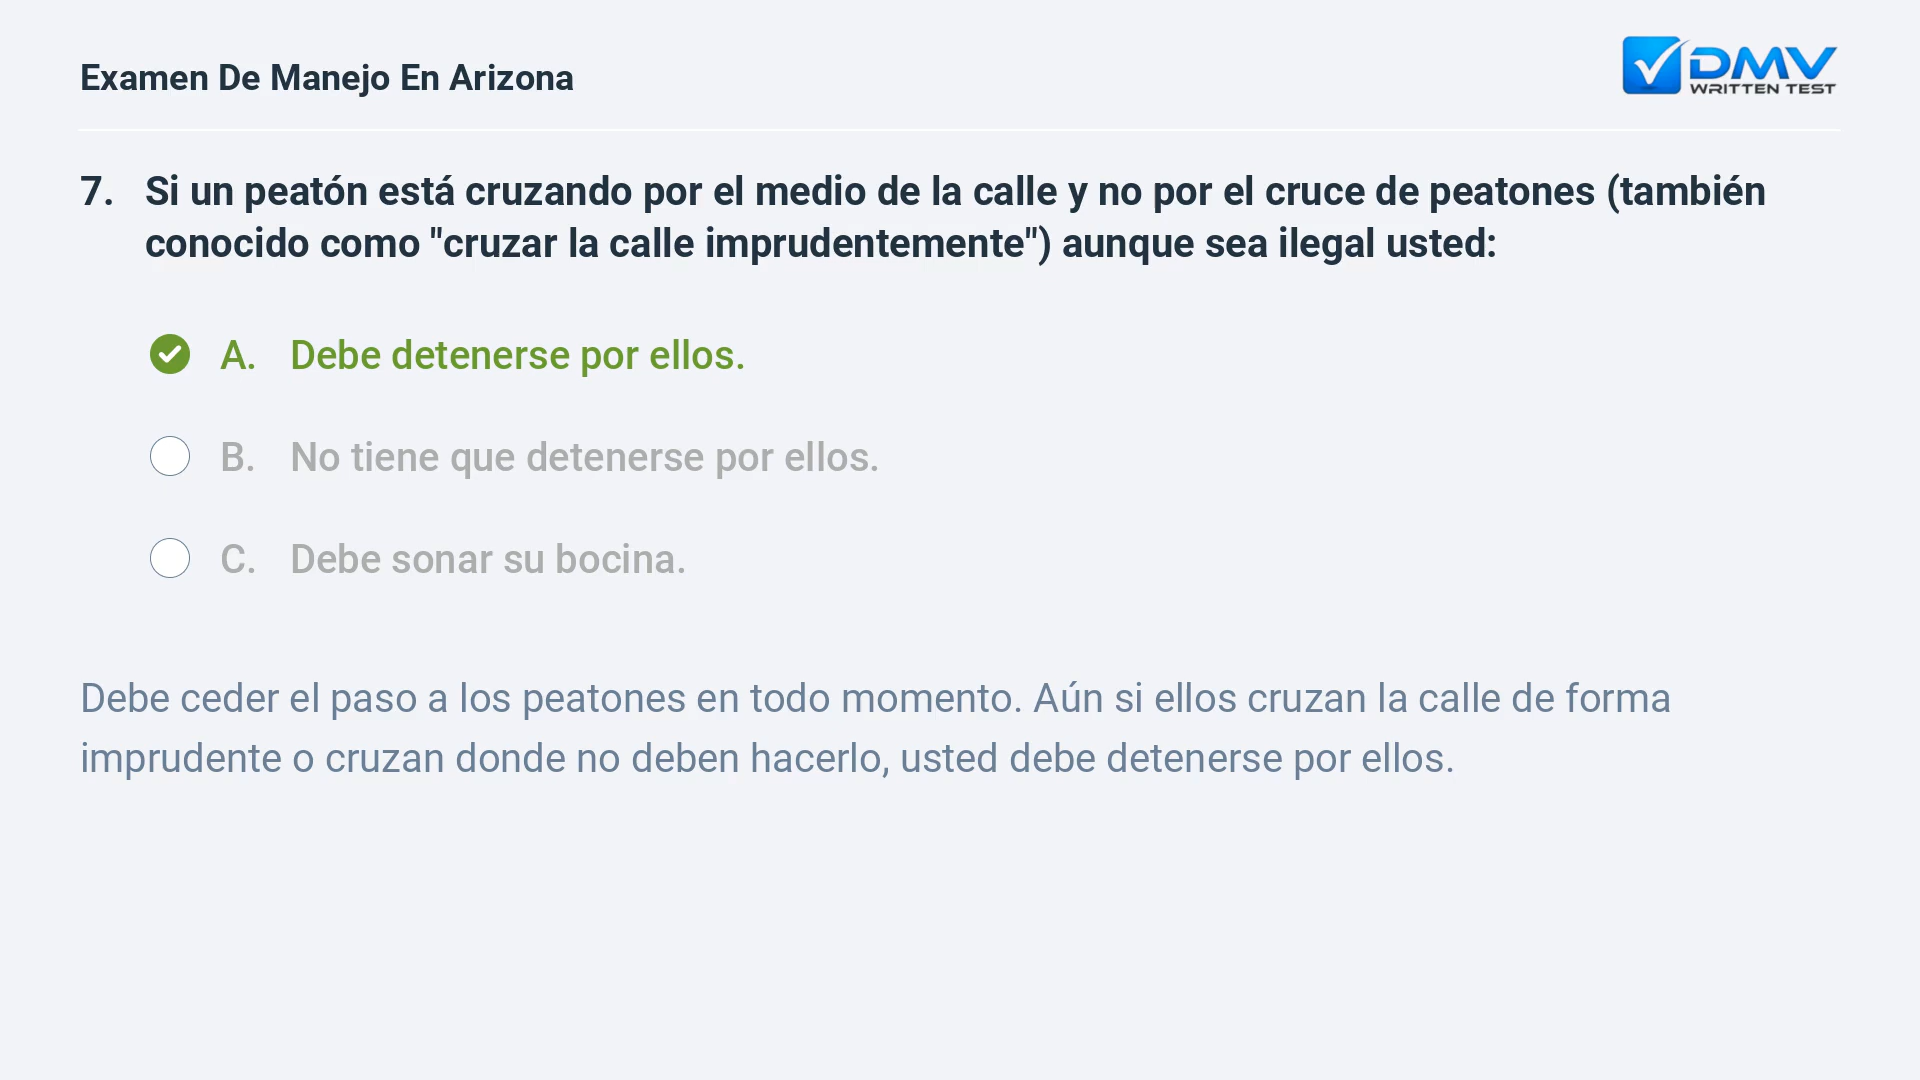 Examen De Manejo En Arizona
DMV
WRITTEN TEST
7. Si un peatón está cruzando por el medio de la calle y no por el cruce de peatones (también
conocido como "cruzar la calle imprudentemente") aunque sea ilegal usted:
A. Debe detenerse por ellos.
B. No tiene que detenerse por ellos.
C. Debe sonar su bocina.
Debe ceder el paso a los peatones en todo momento. Aún si ellos cruzan la calle de forma
imprudente o cruzan donde no deben hacerlo, usted debe detenerse por ellos.